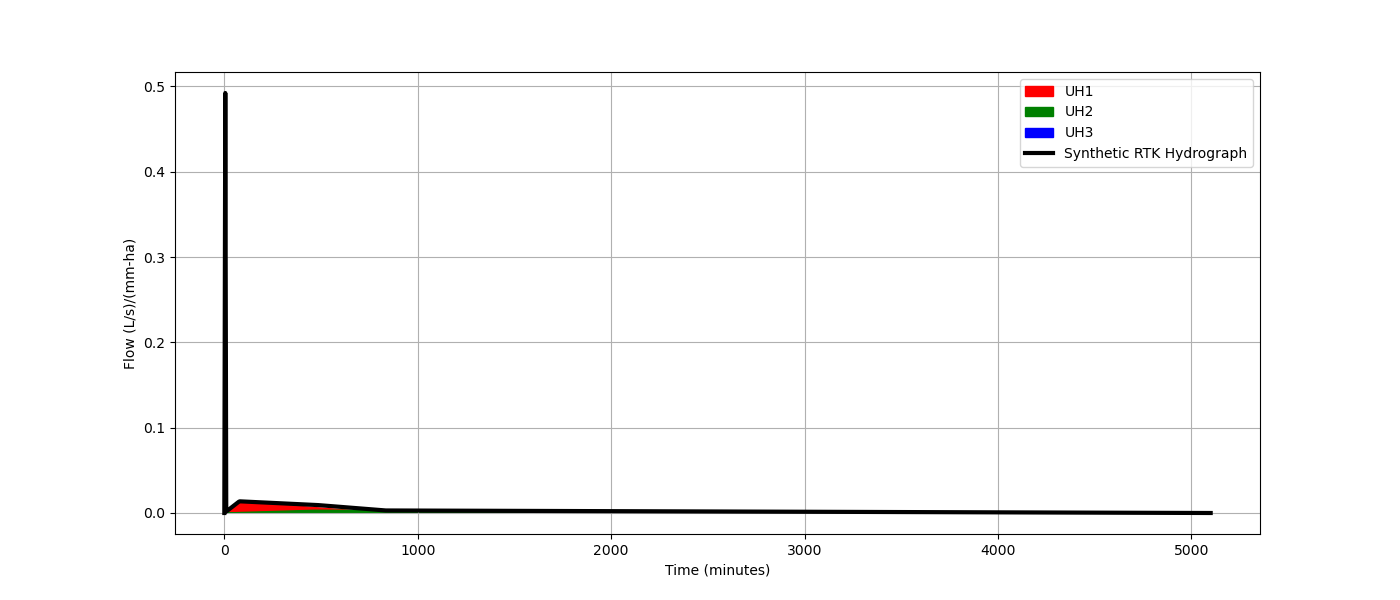 0.5
0.4
0.3
0.2
0.1
0.0
Flow (L/s)/(mm-ha)
UH1
UH2
UH3
Synthetic RTK Hydrograph
0 1000 2000 3000 4000 5000
Time (minutes)